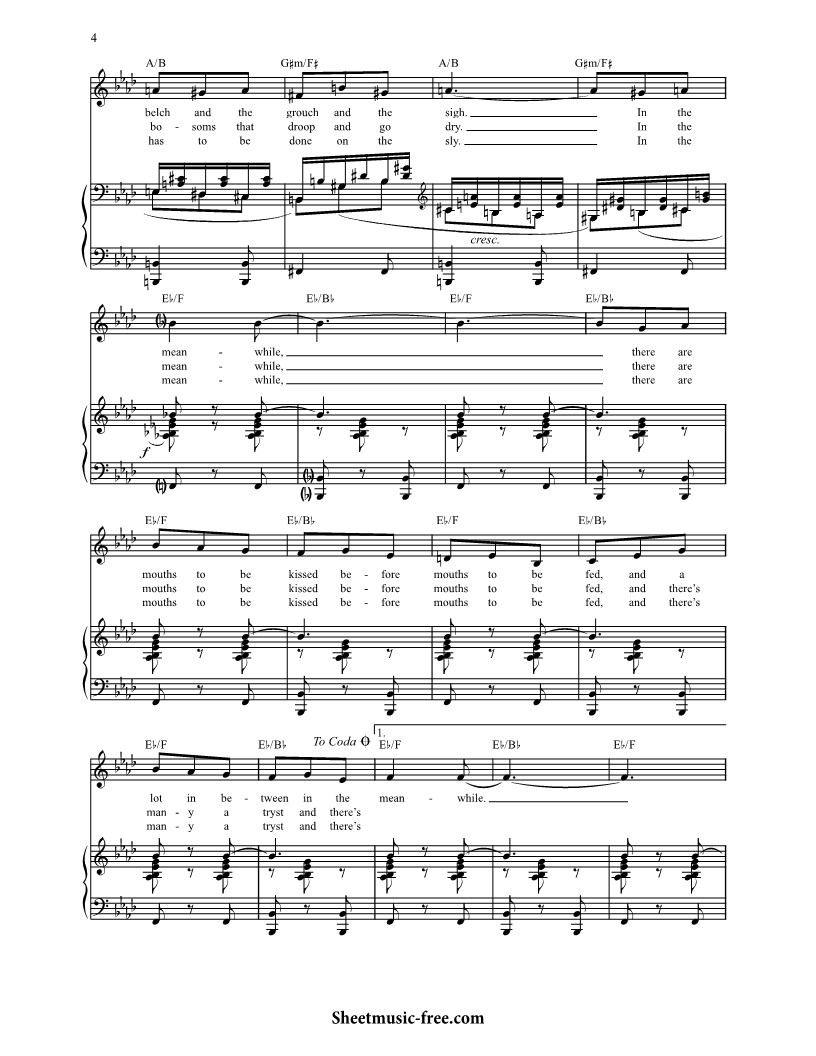 4
A/B G♯m/F♯ A/B G♯m/F♯
belch and the grouch and the sigh. In the
bo - soms that droop and go dry. In the
has to be done on the sly. In the
cresc.
E♭/F E♭/B♭ E♭/F E♭/B♭
mean - while, there are
mean - while, there are
mean - while, there are
f
E♭/F E♭/B♭ E♭/F E♭/B♭
mouths to be kissed be - fore mouths to be fed, and a
mouths to be kissed be - fore mouths to be fed, and there's
mouths to be kissed be - fore mouths to be fed, and there's
To Coda 1.
E♭/F E♭/B♭ E♭/F E♭/B♭ E♭/F
lot in be - tween in the mean - while.
man - y a tryst and there's
man - y a tryst and there's
Sheetmusic-free.com